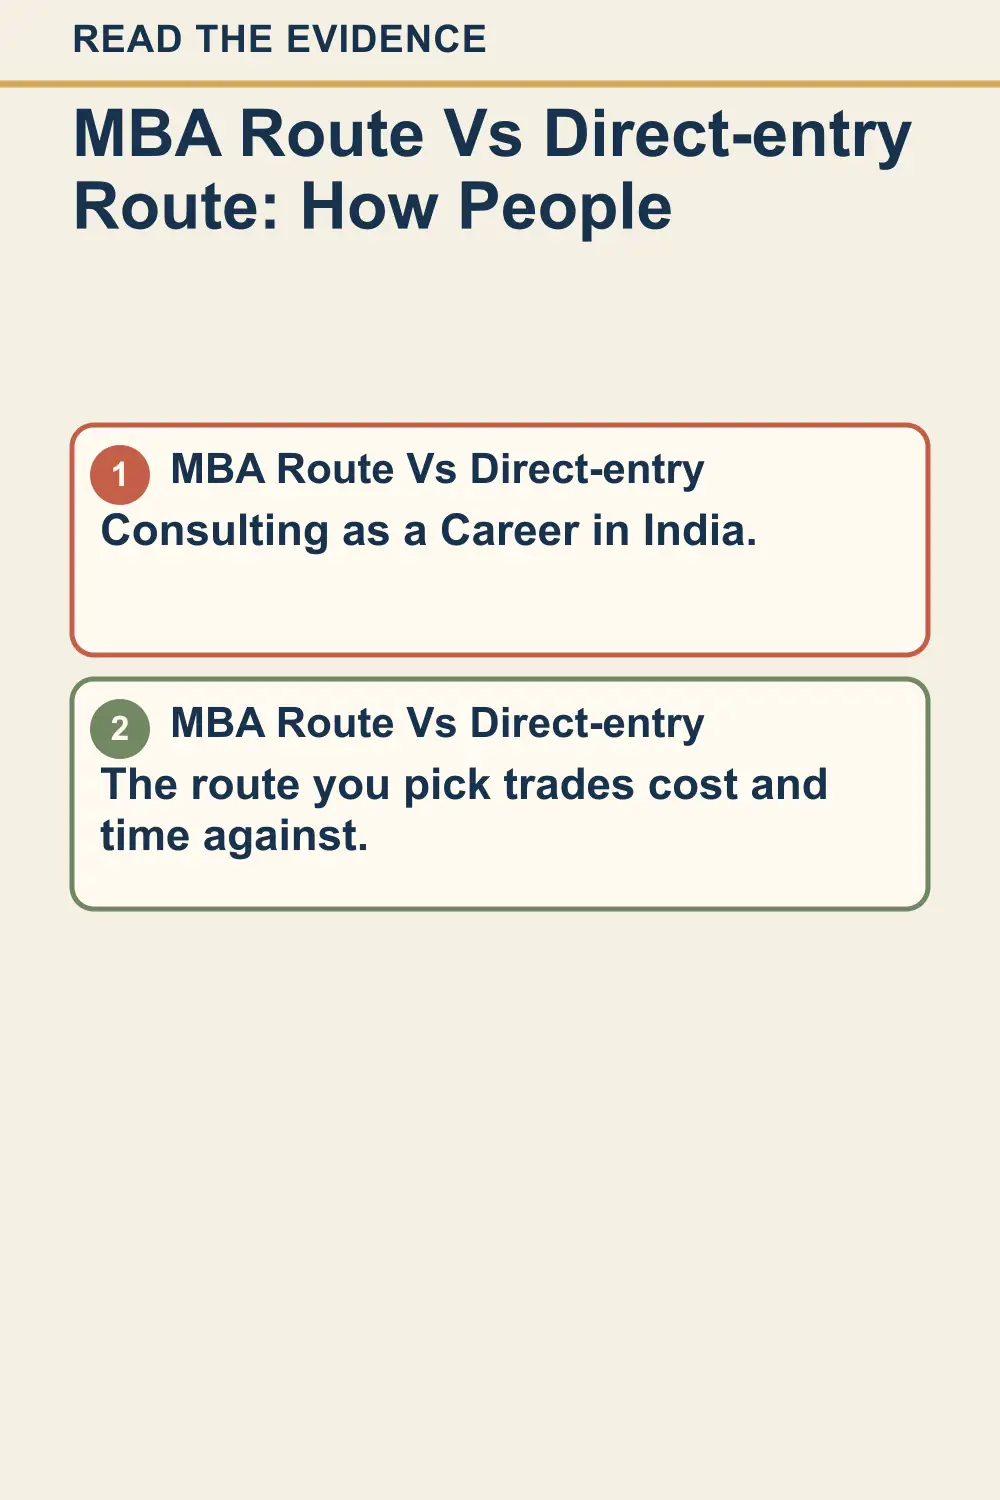 READ THE EVIDENCE
MBA Route Vs Direct-entry
Route: How People
1 MBA Route Vs Direct-entry
Consulting as a Career in India.
2 MBA Route Vs Direct-entry
The route you pick trades cost and
time against.